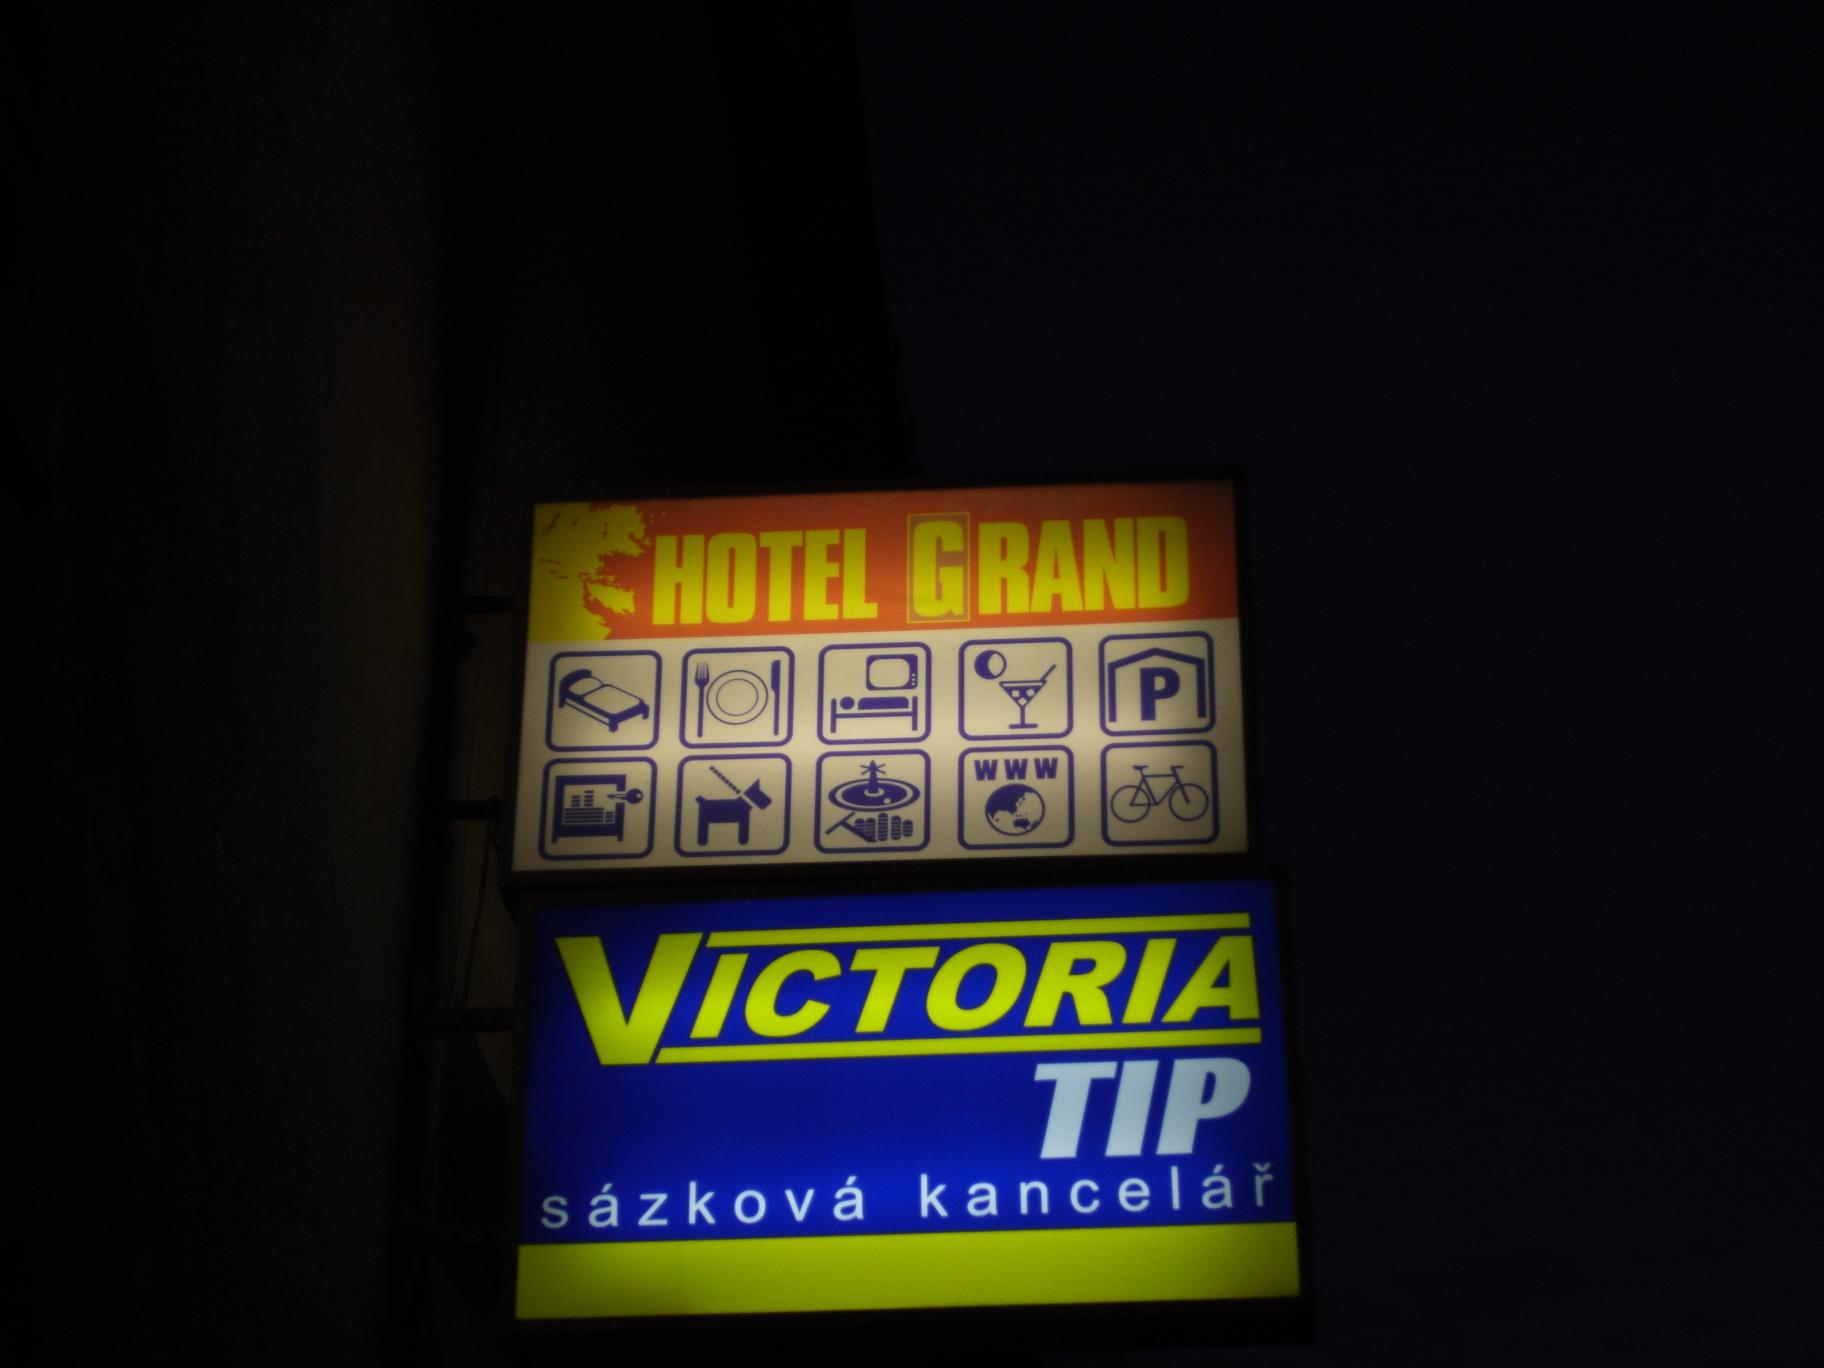 HOTEL GRAND
P
WWW
VICTORIA
TIP
sázková kancelář